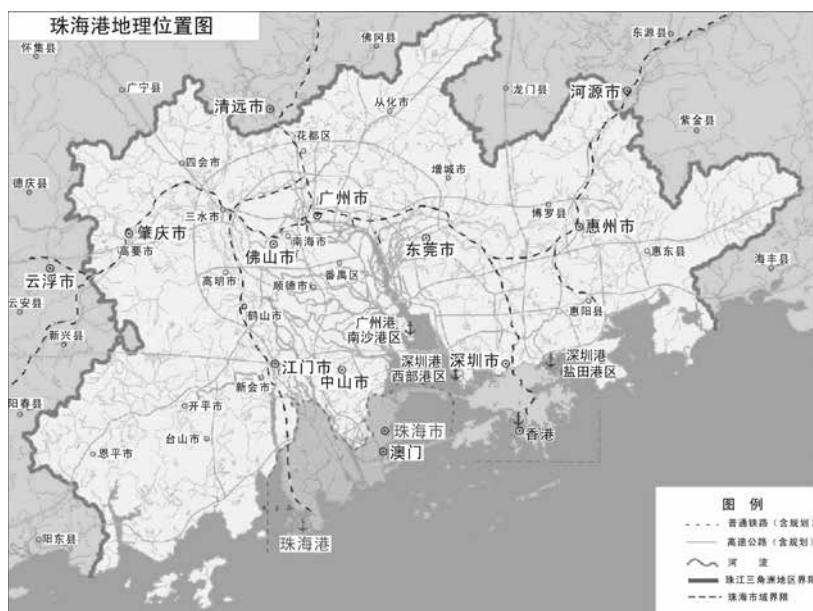 珠海港地理位置图
怀集县
佛冈县
东源县
广宁县
清远市
从化市
龙门县
河源市
紫金县
花都区
四会市
增城市
德庆县
广州市
博罗县
三水市
肇庆市
高要市
南海市
佛山市
东莞市
惠州市
惠东县
云浮市
高明市
顺德市
番禺区
海丰县
云安县
鹤山市
广州港
南沙港区
惠阳县
新兴县
江门市
中山市
深圳港
西部港区
深圳市
深圳港
盐田港区
新会市
阳春县
开平市
台山市
珠海市
香港
恩平市
澳门
阳东县
珠海港
图 例
普通铁路(含规划)
高速公路(含规划)
河 流
珠江三角洲地区界限
珠海市域界限